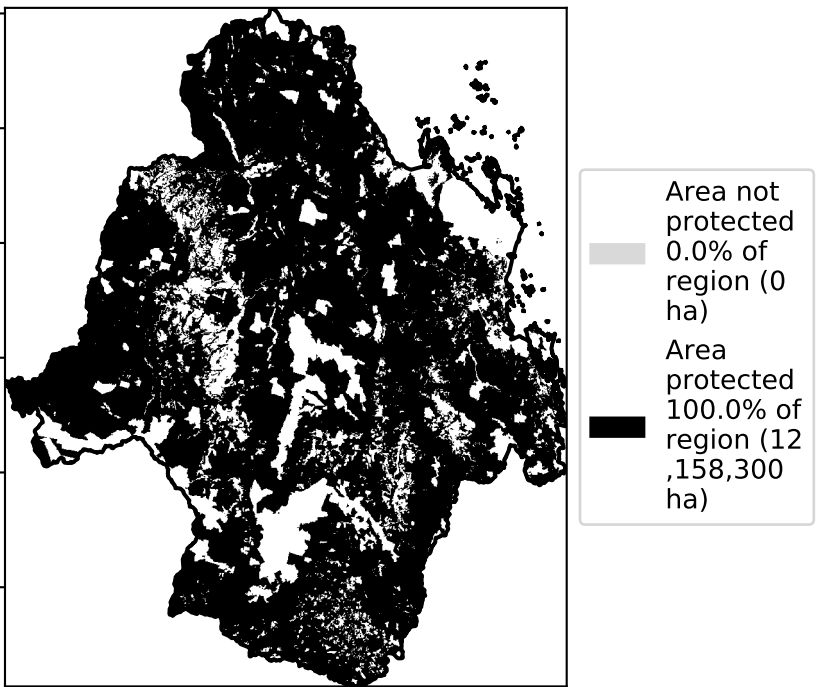 Area not
protected
0.0% of
region (0
ha)
Area
protected
100.0% of
region (12
,158,300
ha)